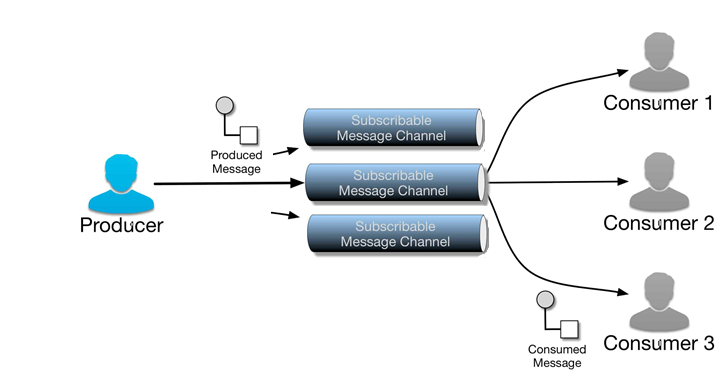 Produced
Message
Producer
Subscribable
Message Channel
Subscribable
Message Channel
Subscribable
Message Channel
Consumer 1
Consumer 2
Consumer 3
Consumed
Message